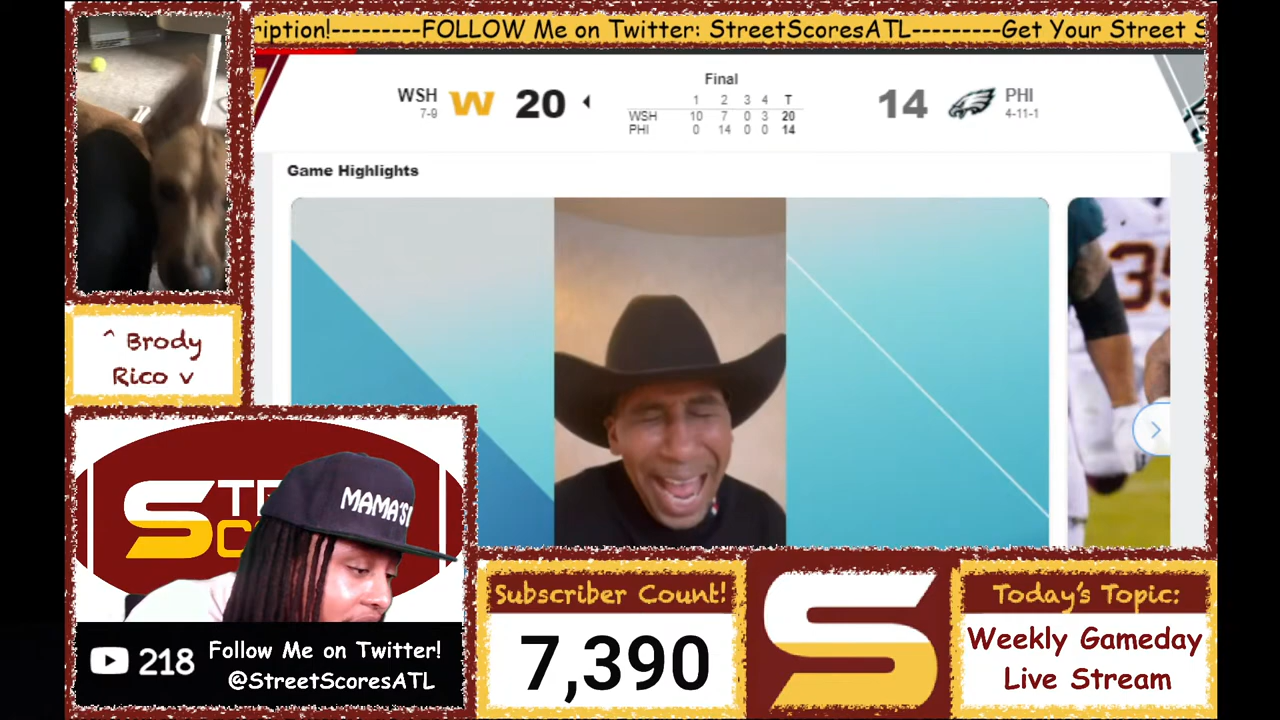 ription!---------FOLLOW Me on Twitter: StreetScoresATL---------Get Your Street S
Final
WSH
7-9
W
20
1 2 3 4 T
WSH 10 7 0 3 20
PHI 0 14 0 0 14
14
PHI
4-11-1
Game Highlights
35
^ Brody
Rico v
MAMA'S!
218
Follow Me on Twitter!
@StreetScoresATL
Subscriber Count!
7,390
S
Today's Topic:
Weekly Gameday
Live Stream